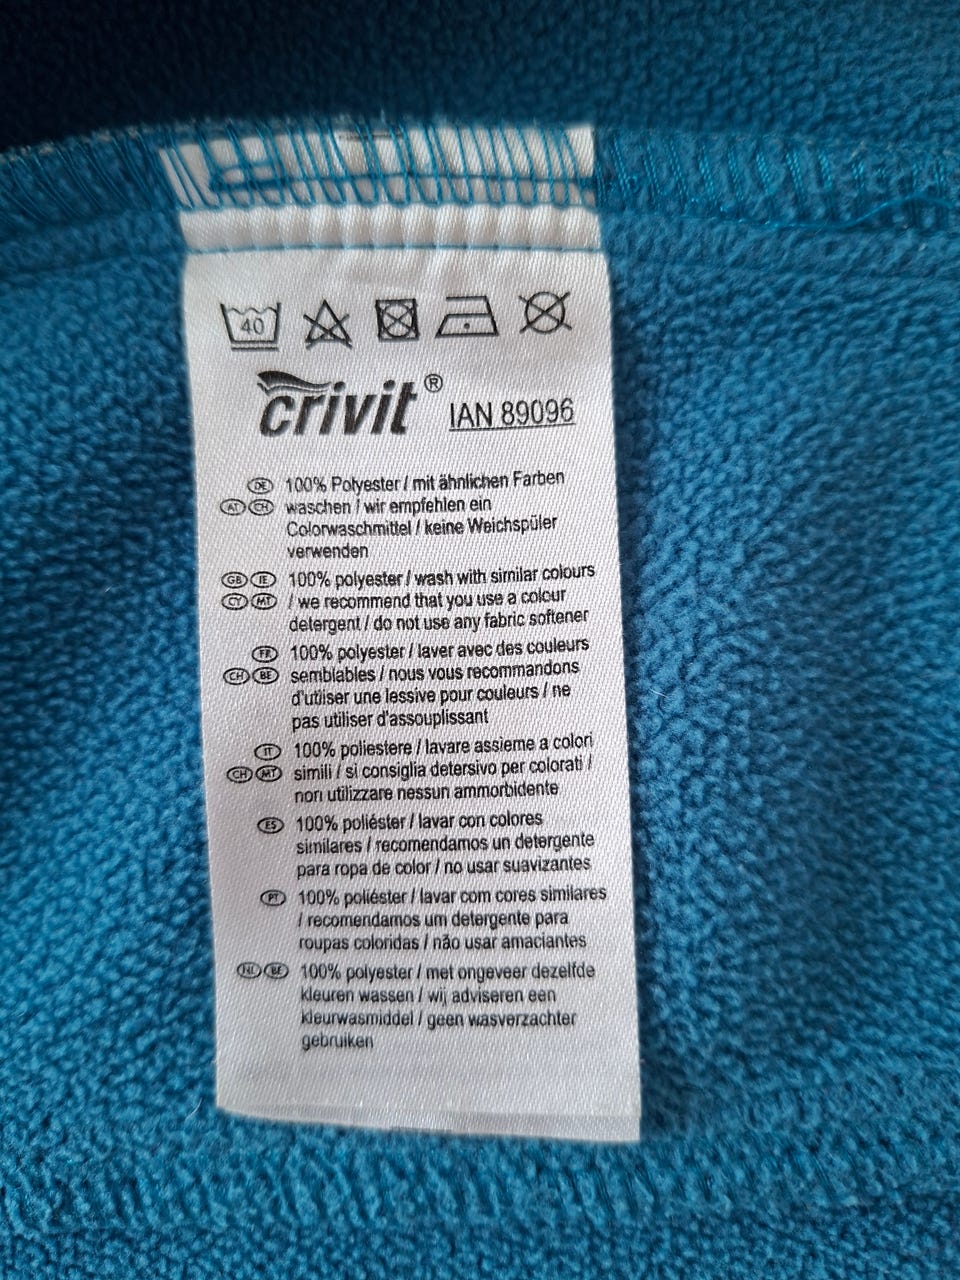 40
crivit® IAN 89096
DE 100% Polyester / mit ähnlichen Farben
AT CH waschen / wir empfehlen ein
Colorwaschmittel / keine Weichspüler
verwenden
GB IE 100% polyester / wash with similar colours
CY MT / we recommend that you use a colour
detergent / do not use any fabric softener
FR 100% polyester / laver avec des couleurs
CH BE semblables / nous vous recommandons
d'utiliser une lessive pour couleurs / ne
pas utiliser d'assouplissant
IT 100% poliestere / lavare assieme a colori
CH MT simili / si consiglia detersivo per colorati /
non utilizzare nessun ammorbidente
ES 100% poliéster / lavar con colores
similares / recomendamos un detergente
para ropa de color / no usar suavizantes
PT 100% poliéster / lavar com cores similares
/ recomendamos um detergente para
roupas coloridas / não usar amaciantes
NL BE 100% polyester / met ongeveer dezelfde
kleuren wassen / wij adviseren een
kleurwasmiddel / geen wasverzachter
gebruiken